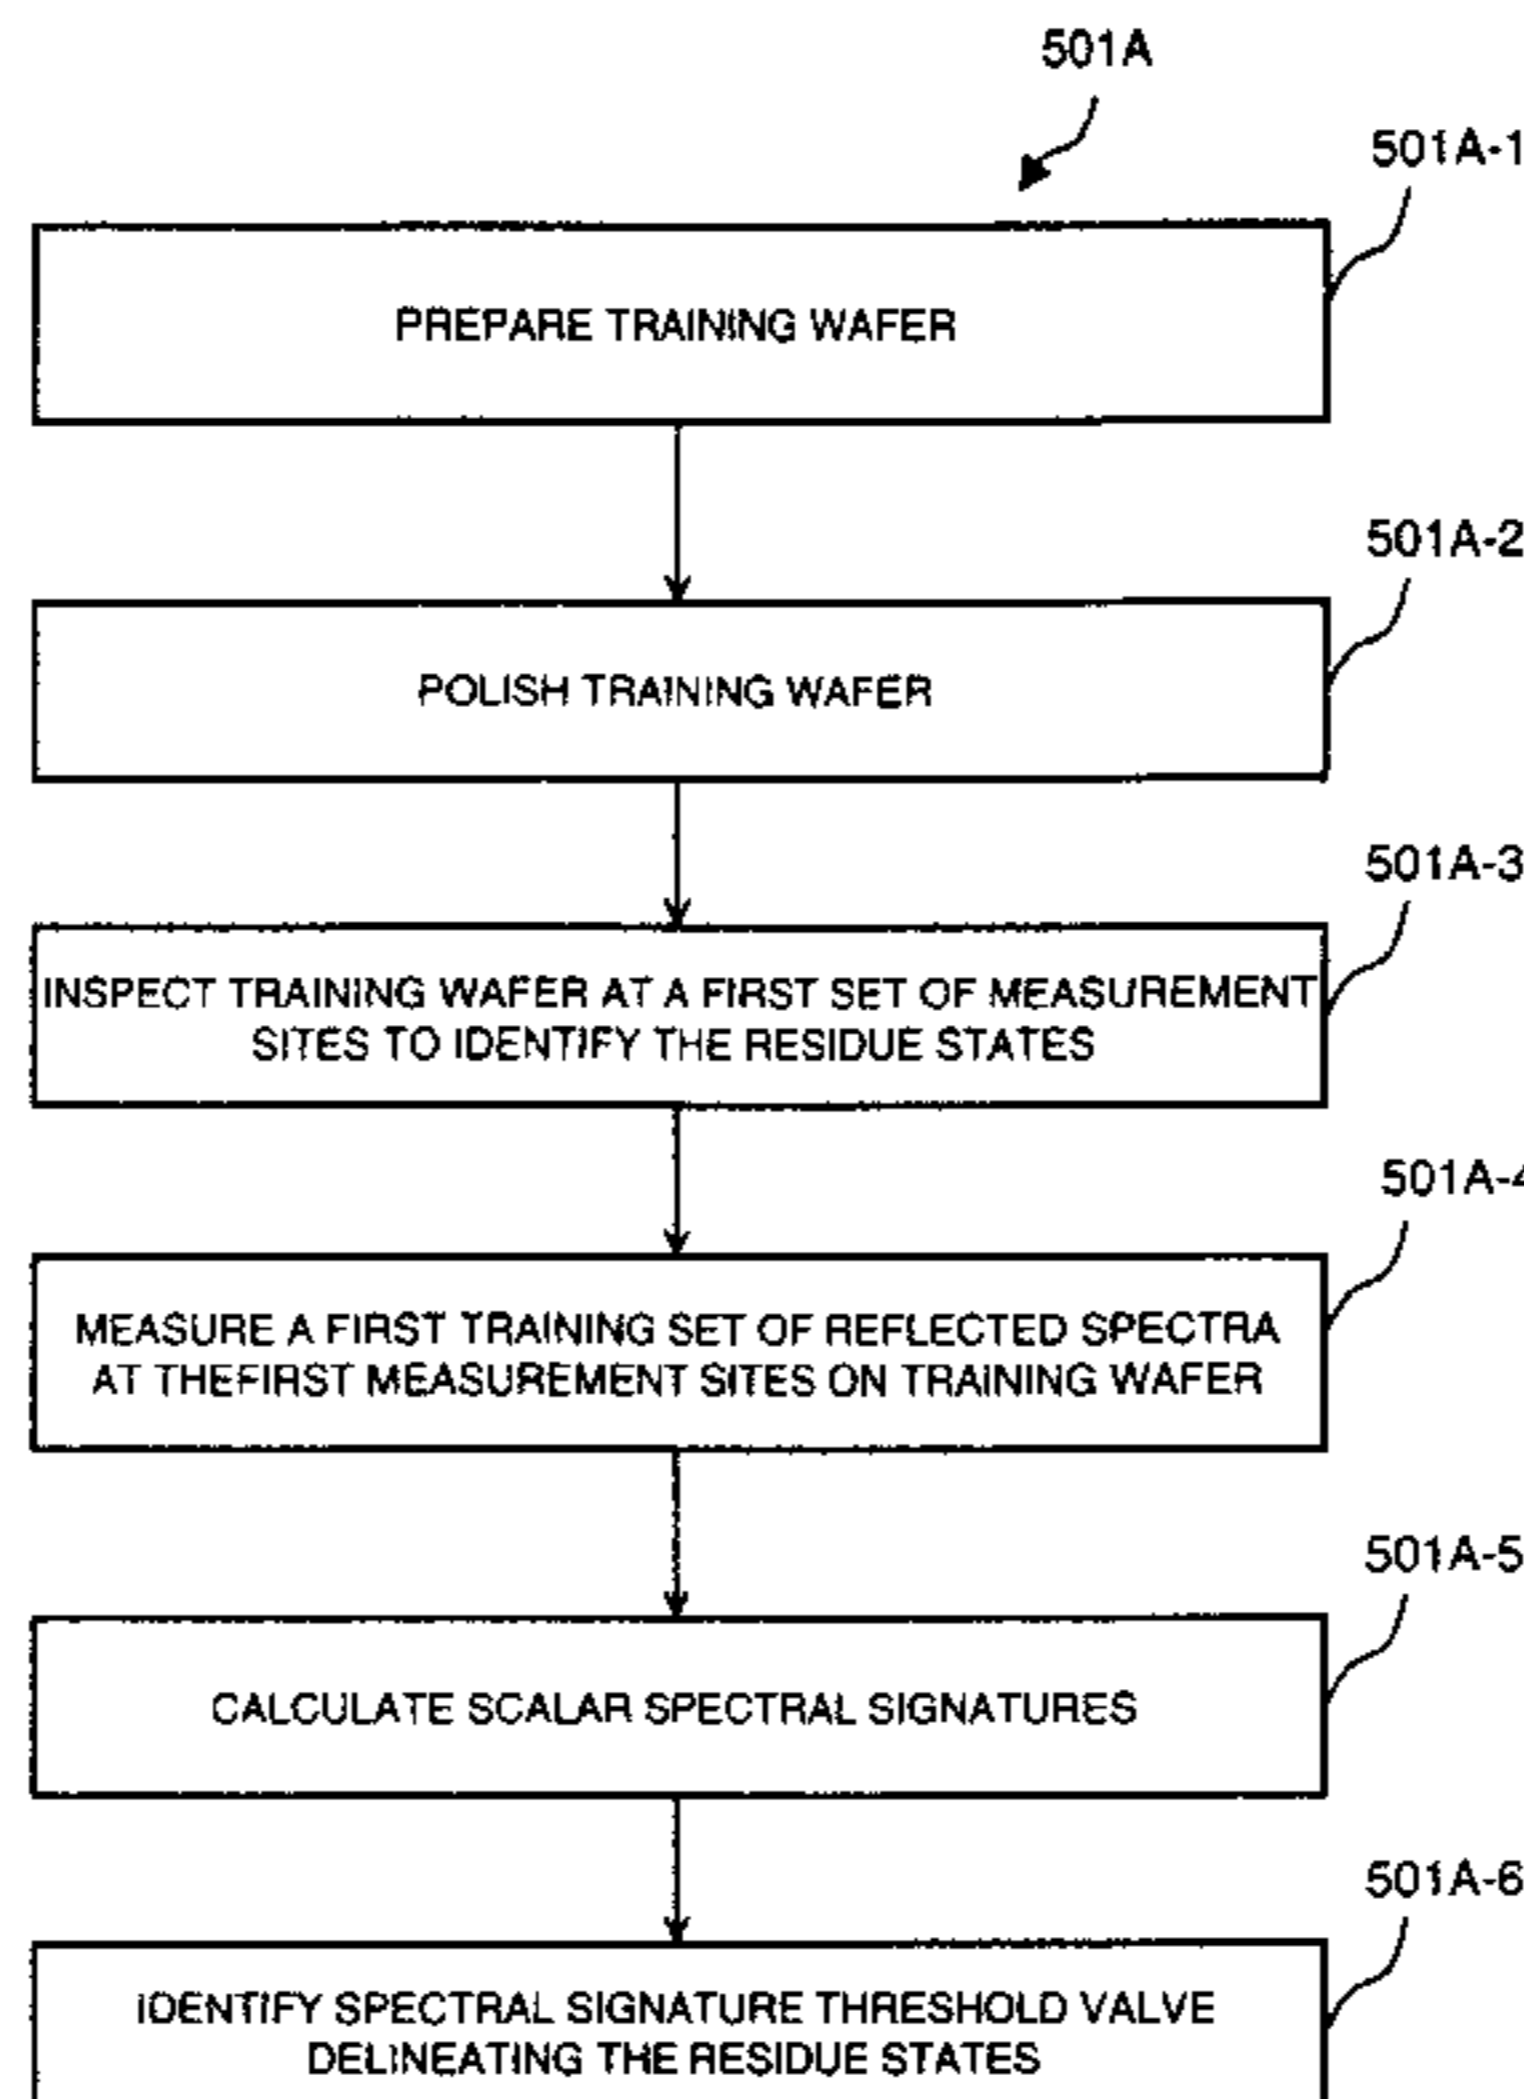 501A
501A-1
PREPARE TRAINING WAFER
501A-2
POLISH TRAINING WAFER
501A-3
INSPECT TRAINING WAFER AT A FIRST SET OF MEASUREMENT
SITES TO IDENTIFY THE RESIDUE STATES
501A-4
MEASURE A FIRST TRAINING SET OF REFLECTED SPECTRA
AT THEFIRST MEASUREMENT SITES ON TRAINING WAFER
501A-5
CALCULATE SCALAR SPECTRAL SIGNATURES
501A-6
IDENTIFY SPECTRAL SIGNATURE THRESHOLD VALVE
DELINEATING THE RESIDUE STATES